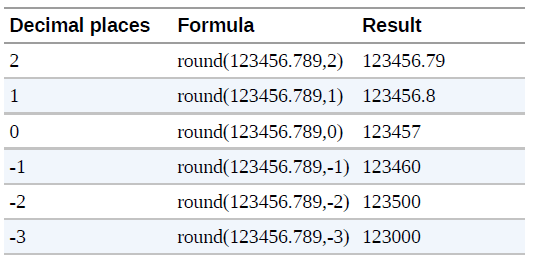 Decimal places Formula Result
2 round(123456.789,2) 123456.79
1 round(123456.789,1) 123456.8
0 round(123456.789,0) 123457
-1 round(123456.789,-1) 123460
-2 round(123456.789,-2) 123500
-3 round(123456.789,-3) 123000